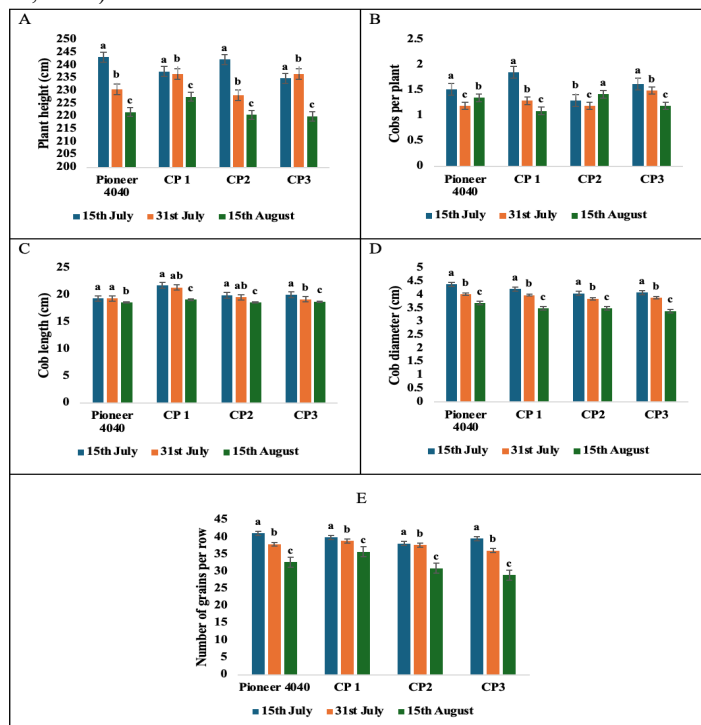 A
Plant height (cm)
250
245
240
235
230
225
220
215
210
205
200
a b c
a b c
a b c
a b c
Pioneer 4040
CP 1
CP2
CP3
15th July 31st July 15th August
B
Cobs per plant
2.5
2
1.5
1
0.5
0
a c b
a b c
b c a
a b c
Pioneer 4040
CP 1
CP2
CP3
15th July 31st July 15th August
C
Cob length (cm)
25
20
15
10
5
0
a a b
a ab c
a ab c
a b c
Pioneer 4040
CP 1
CP2
CP3
15th July 31st July 15th August
D
Cob diameter (cm)
5
4.5
4
3.5
3
2.5
2
1.5
1
0.5
0
a b c
a b c
a b c
a b c
Pioneer 4040
CP 1
CP2
CP3
15th July 31st July 15th August
E
Number of grains per row
45
40
35
30
25
20
15
10
5
0
a b c
a b c
a b c
a b c
Pioneer 4040 CP 1 CP2 CP3
15th July 31st July 15th August